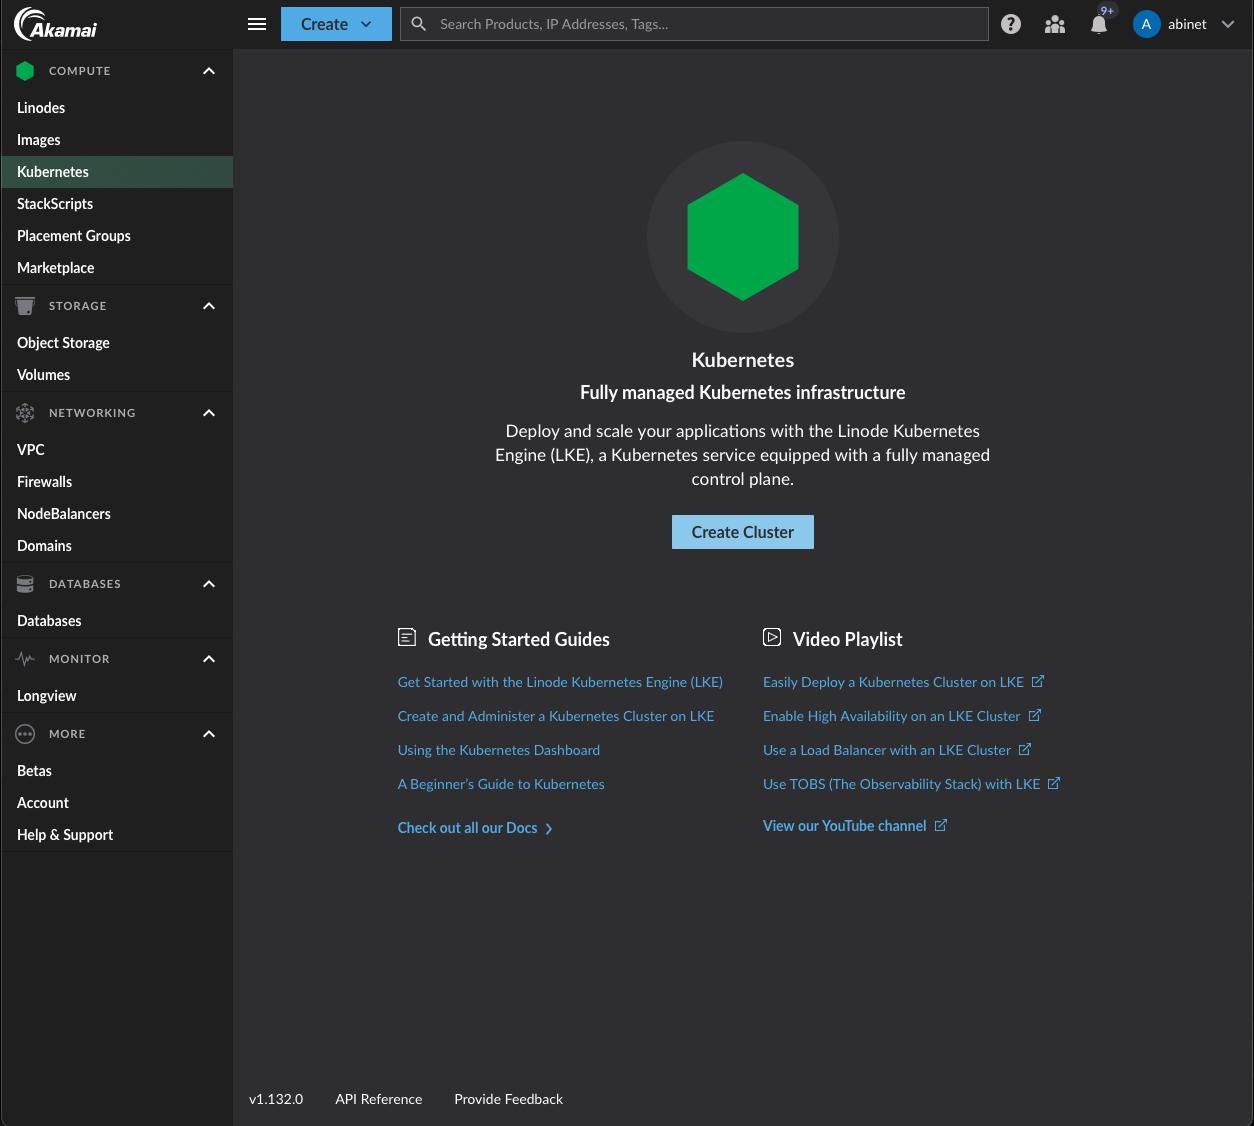 Akamai
Create
Search Products, IP Addresses, Tags...
9+
A
abinet
COMPUTE
Linodes
Images
Kubernetes
StackScripts
Placement Groups
Marketplace
STORAGE
Object Storage
Volumes
NETWORKING
VPC
Firewalls
NodeBalancers
Domains
DATABASES
Databases
MONITOR
Longview
MORE
Betas
Account
Help & Support
Kubernetes
Fully managed Kubernetes infrastructure
Deploy and scale your applications with the Linode Kubernetes
Engine (LKE), a Kubernetes service equipped with a fully managed
control plane.
Create Cluster
Getting Started Guides
Get Started with the Linode Kubernetes Engine (LKE)
Create and Administer a Kubernetes Cluster on LKE
Using the Kubernetes Dashboard
A Beginner’s Guide to Kubernetes
Check out all our Docs
Video Playlist
Easily Deploy a Kubernetes Cluster on LKE
Enable High Availability on an LKE Cluster
Use a Load Balancer with an LKE Cluster
Use TOBS (The Observability Stack) with LKE
View our YouTube channel
v1.132.0
API Reference
Provide Feedback